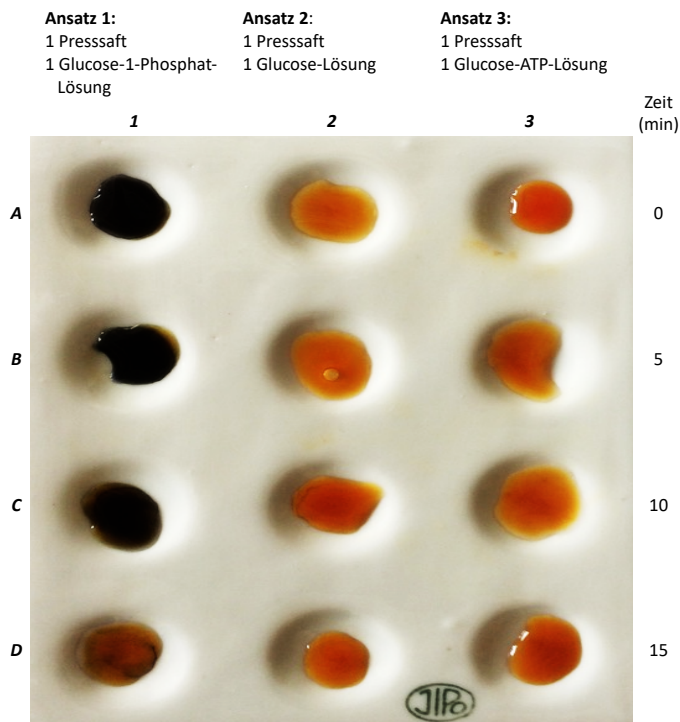 Ansatz 1:
1 Presssaft
1 Glucose-1-Phosphat-
Lösung
Ansatz 2:
1 Presssaft
1 Glucose-Lösung
Ansatz 3:
1 Presssaft
1 Glucose-ATP-Lösung
Zeit
(min)
1 2 3
A 0
B 5
C 10
D 15
JIPo